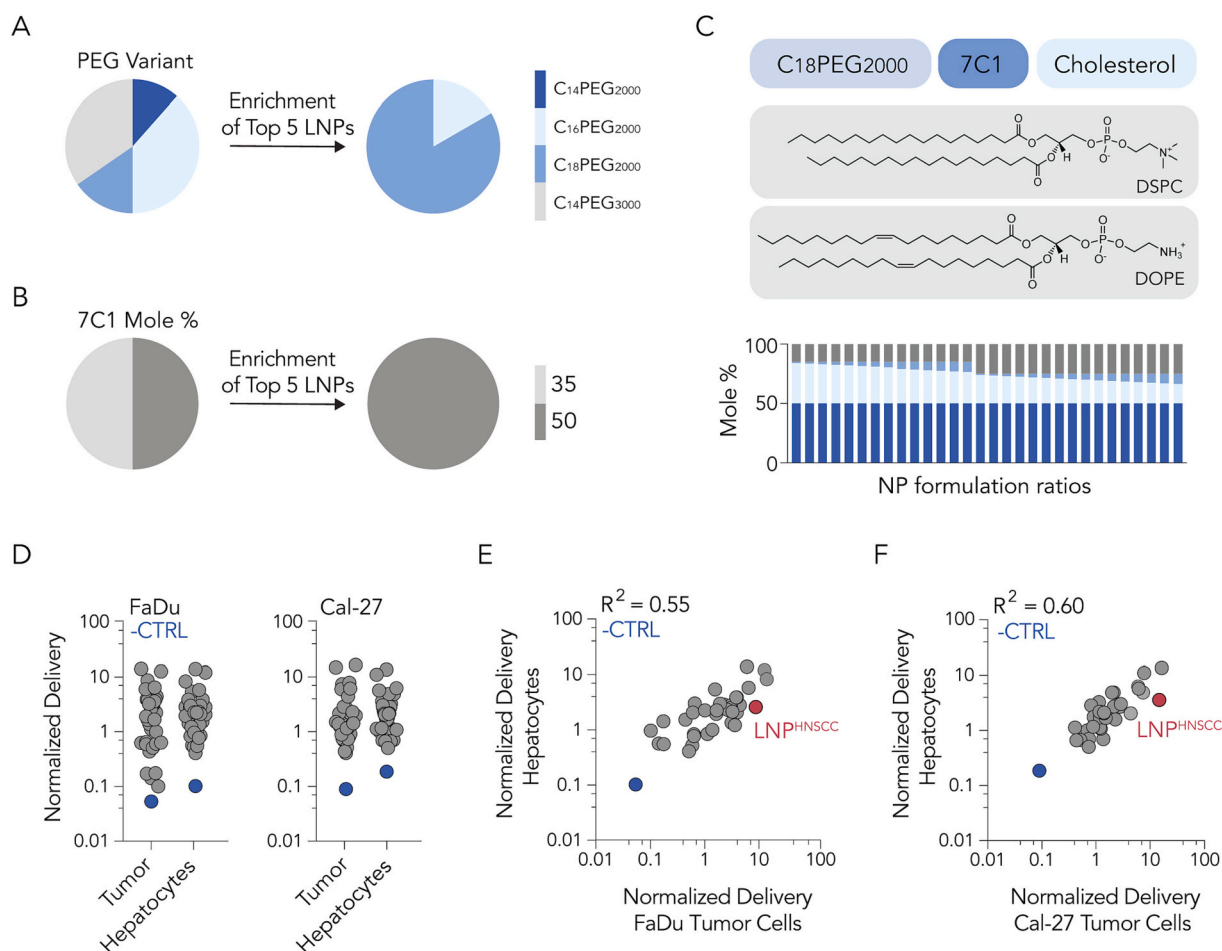 A
PEG Variant
Enrichment
of Top 5 LNPs
C14PEG2000
C16PEG2000
C18PEG2000
C14PEG3000
B
7C1 Mole %
Enrichment
of Top 5 LNPs
35
50
C
C18PEG2000
7C1
Cholesterol
O
O
O
P
O
O
O-
N+
H
O
O
DSPC
O
O
O
P
O
O
O-
NH3+
H
O
O
DOPE
100
50
0
Mole %
NP formulation ratios
D
Normalized Delivery
100
10
1
0.1
0.01
FaDu
-CTRL
Tumor
Hepatocytes
Cal-27
100
10
1
0.1
0.01
Tumor
Hepatocytes
E
R² = 0.55
-CTRL
Normalized Delivery
Hepatocytes
100
10
1
0.1
0.01
LNPHNSCC
0.01
0.1
1
10
100
Normalized Delivery
FaDu Tumor Cells
F
R² = 0.60
-CTRL
Normalized Delivery
Hepatocytes
100
10
1
0.1
0.01
LNPHNSCC
0.01
0.1
1
10
100
Normalized Delivery
Cal-27 Tumor Cells